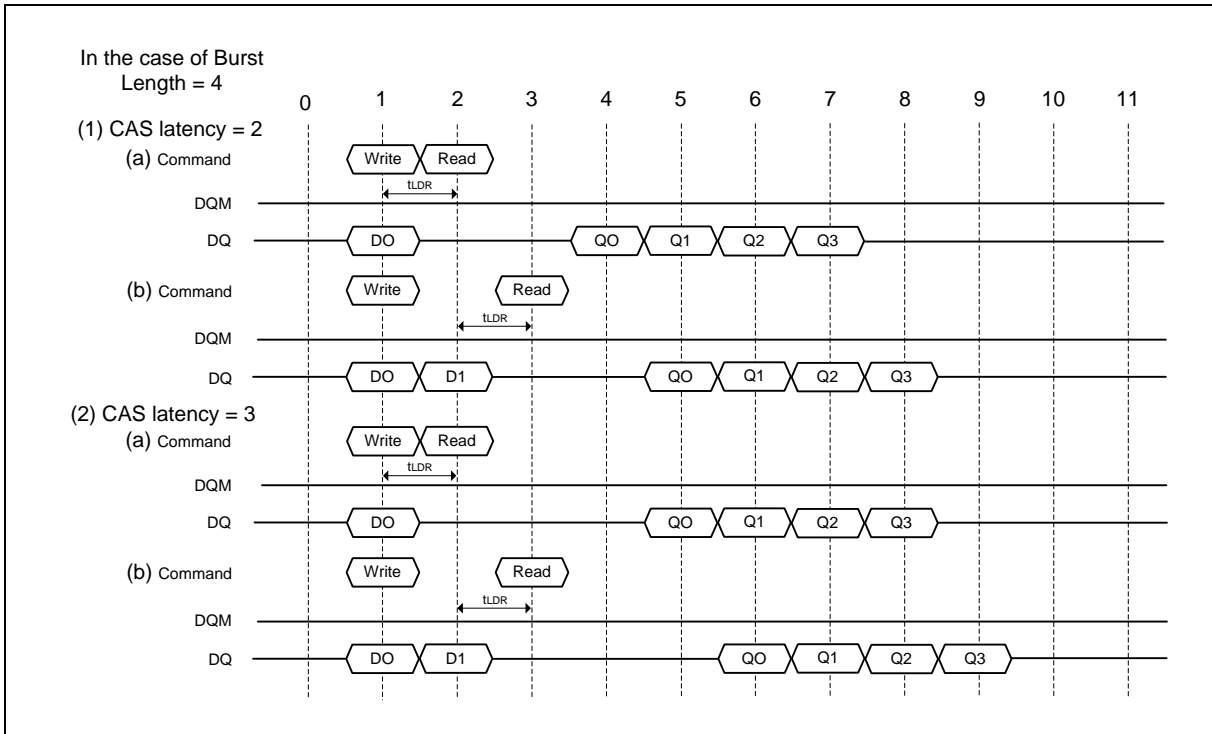 In the case of Burst
Length = 4
0 1 2 3 4 5 6 7 8 9 10 11
(1) CAS latency = 2
(a) Command Write Read
tLDR
DQM
DQ DO QO Q1 Q2 Q3
(b) Command Write Read
tLDR
DQM
DQ DO D1 QO Q1 Q2 Q3
(2) CAS latency = 3
(a) Command Write Read
tLDR
DQM
DQ DO QO Q1 Q2 Q3
(b) Command Write Read
tLDR
DQM
DQ DO D1 QO Q1 Q2 Q3